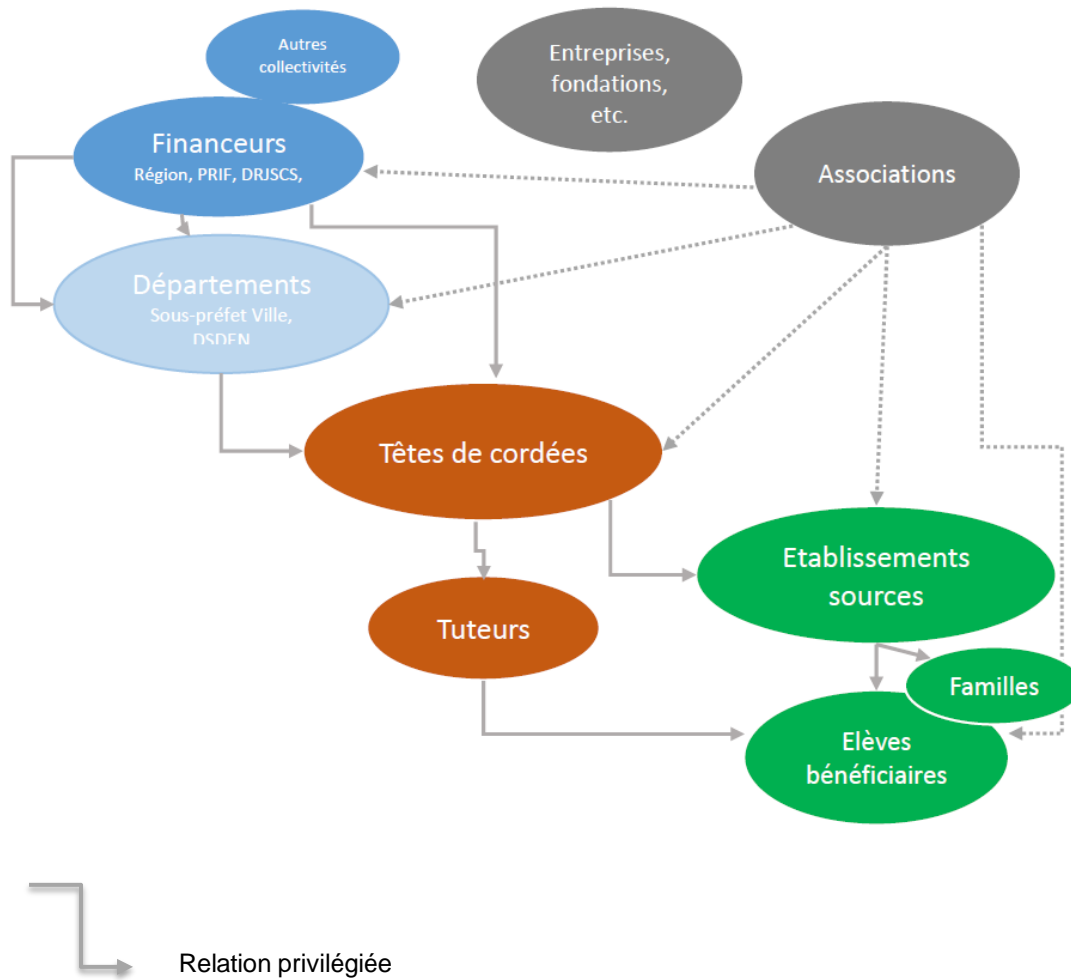 Autres
collectivités
Entreprises,
fondations,
etc.
Financeurs
Région, PRIF, DRJSCS,
Associations
Départements
Sous-préfet Ville,
DSDEN
Têtes de cordées
Etablissements
sources
Tuteurs
Familles
Elèves
bénéficiaires
Relation privilégiée